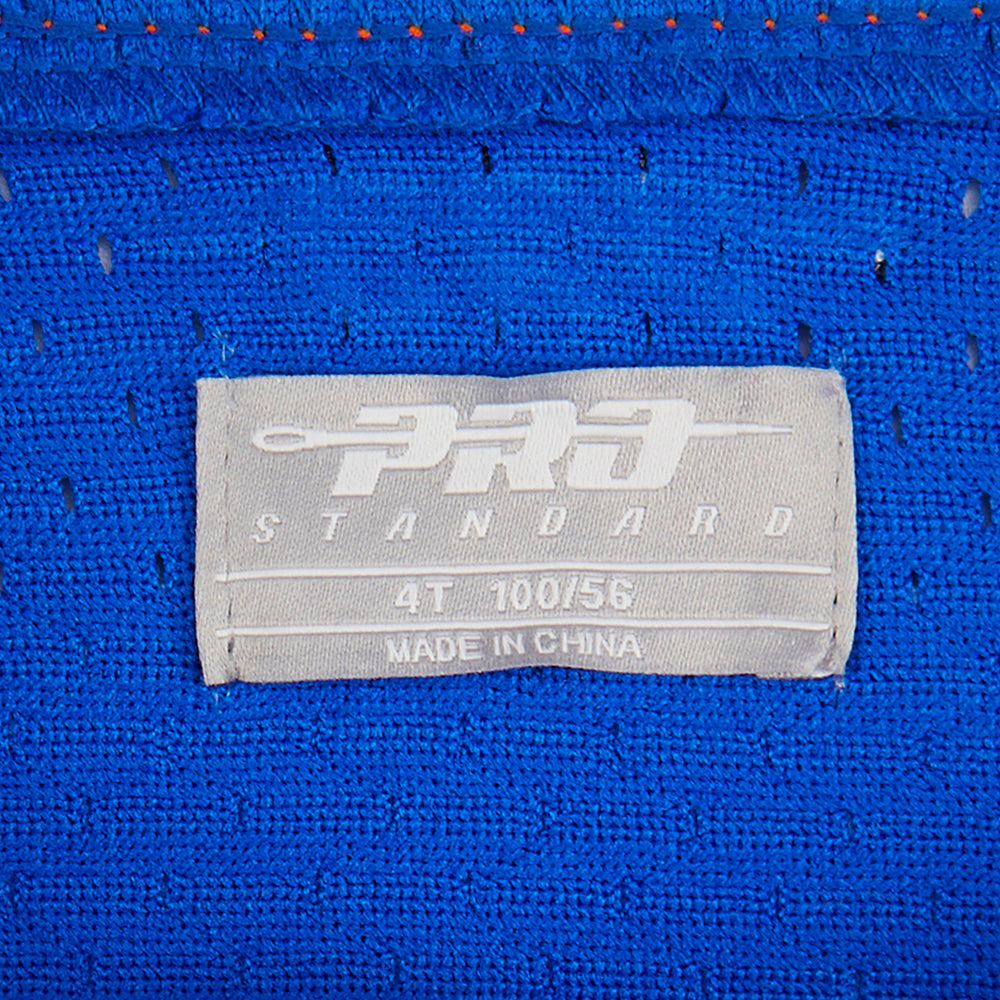 PRO
STANDARD
4T 100/56
MADE IN CHINA